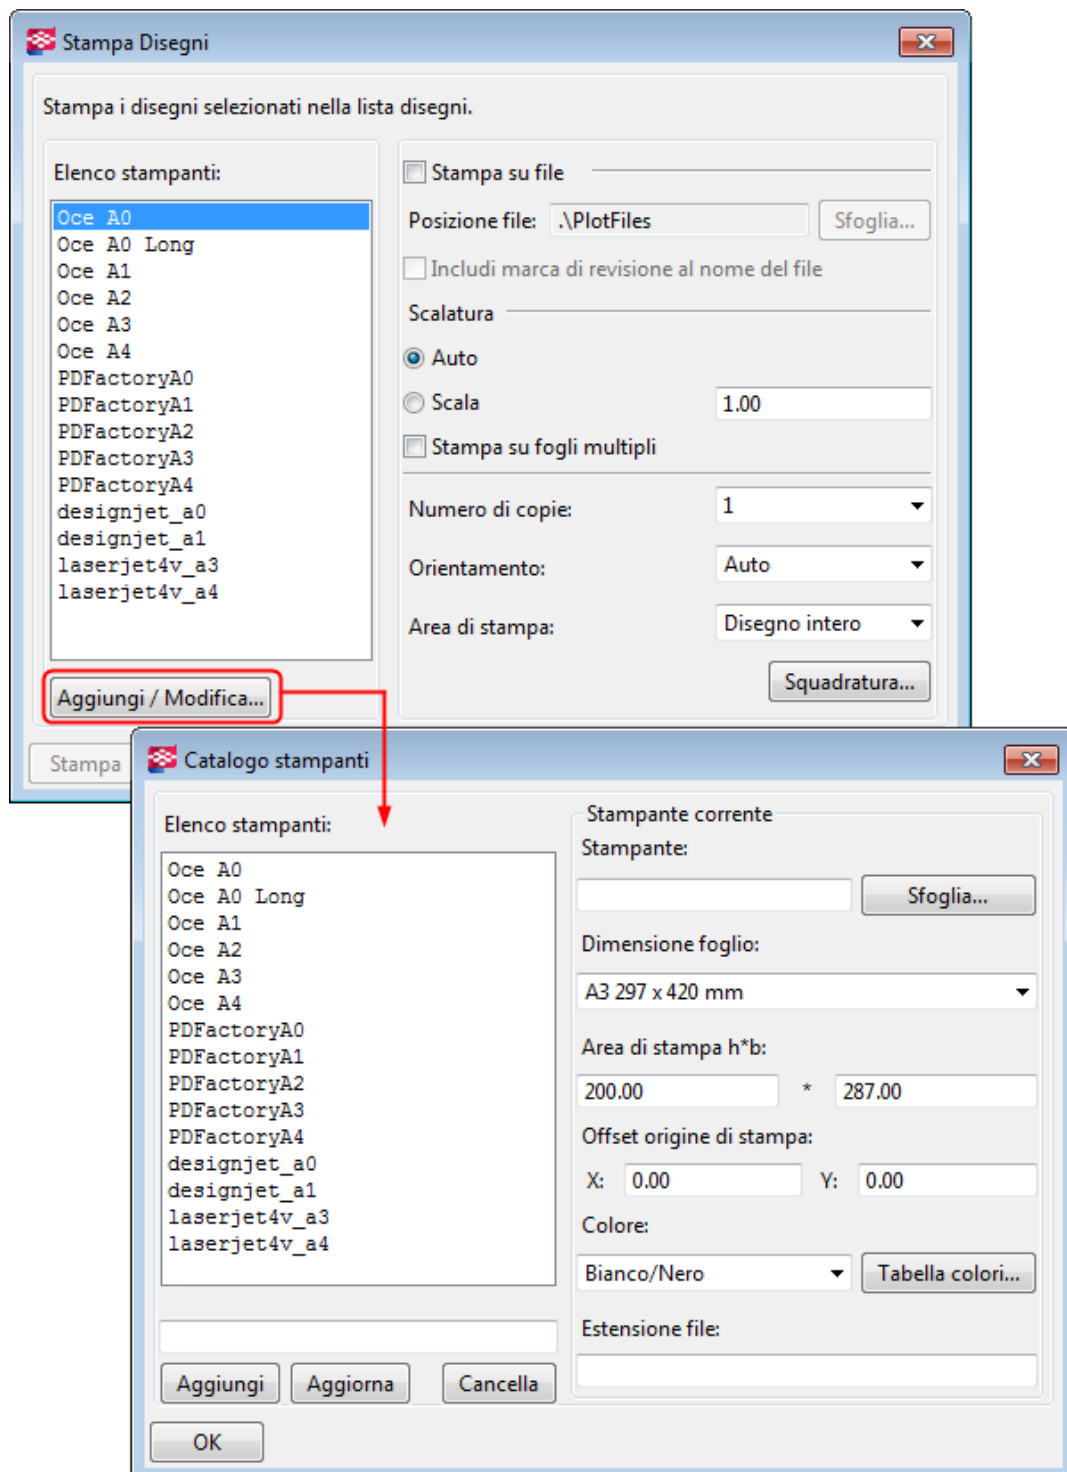 Stampa Disegni
Stampa i disegni selezionati nella lista disegni.
Elenco stampanti:
Oce A0
Oce A0 Long
Oce A1
Oce A2
Oce A3
Oce A4
PDFactoryA0
PDFactoryA1
PDFactoryA2
PDFactoryA3
PDFactoryA4
designjet_a0
designjet_a1
laserjet4v_a3
laserjet4v_a4
Aggiungi / Modifica...
Stampa su file
Posizione file: .\PlotFiles Sfoglia...
Includi marca di revisione al nome del file
Scalatura
Auto
Scala 1.00
Stampa su fogli multipli
Numero di copie: 1
Orientamento: Auto
Area di stampa: Disegno intero
Squadratura...
Stampa
Catalogo stampanti
Elenco stampanti:
Oce A0
Oce A0 Long
Oce A1
Oce A2
Oce A3
Oce A4
PDFactoryA0
PDFactoryA1
PDFactoryA2
PDFactoryA3
PDFactoryA4
designjet_a0
designjet_a1
laserjet4v_a3
laserjet4v_a4
Aggiungi Aggiorna Cancella
OK
Stampante corrente
Stampante:
Sfoglia...
Dimensione foglio:
A3 297 x 420 mm
Area di stampa h*b:
200.00 * 287.00
Offset origine di stampa:
X: 0.00 Y: 0.00
Colore:
Bianco/Nero Tabella colori...
Estensione file: